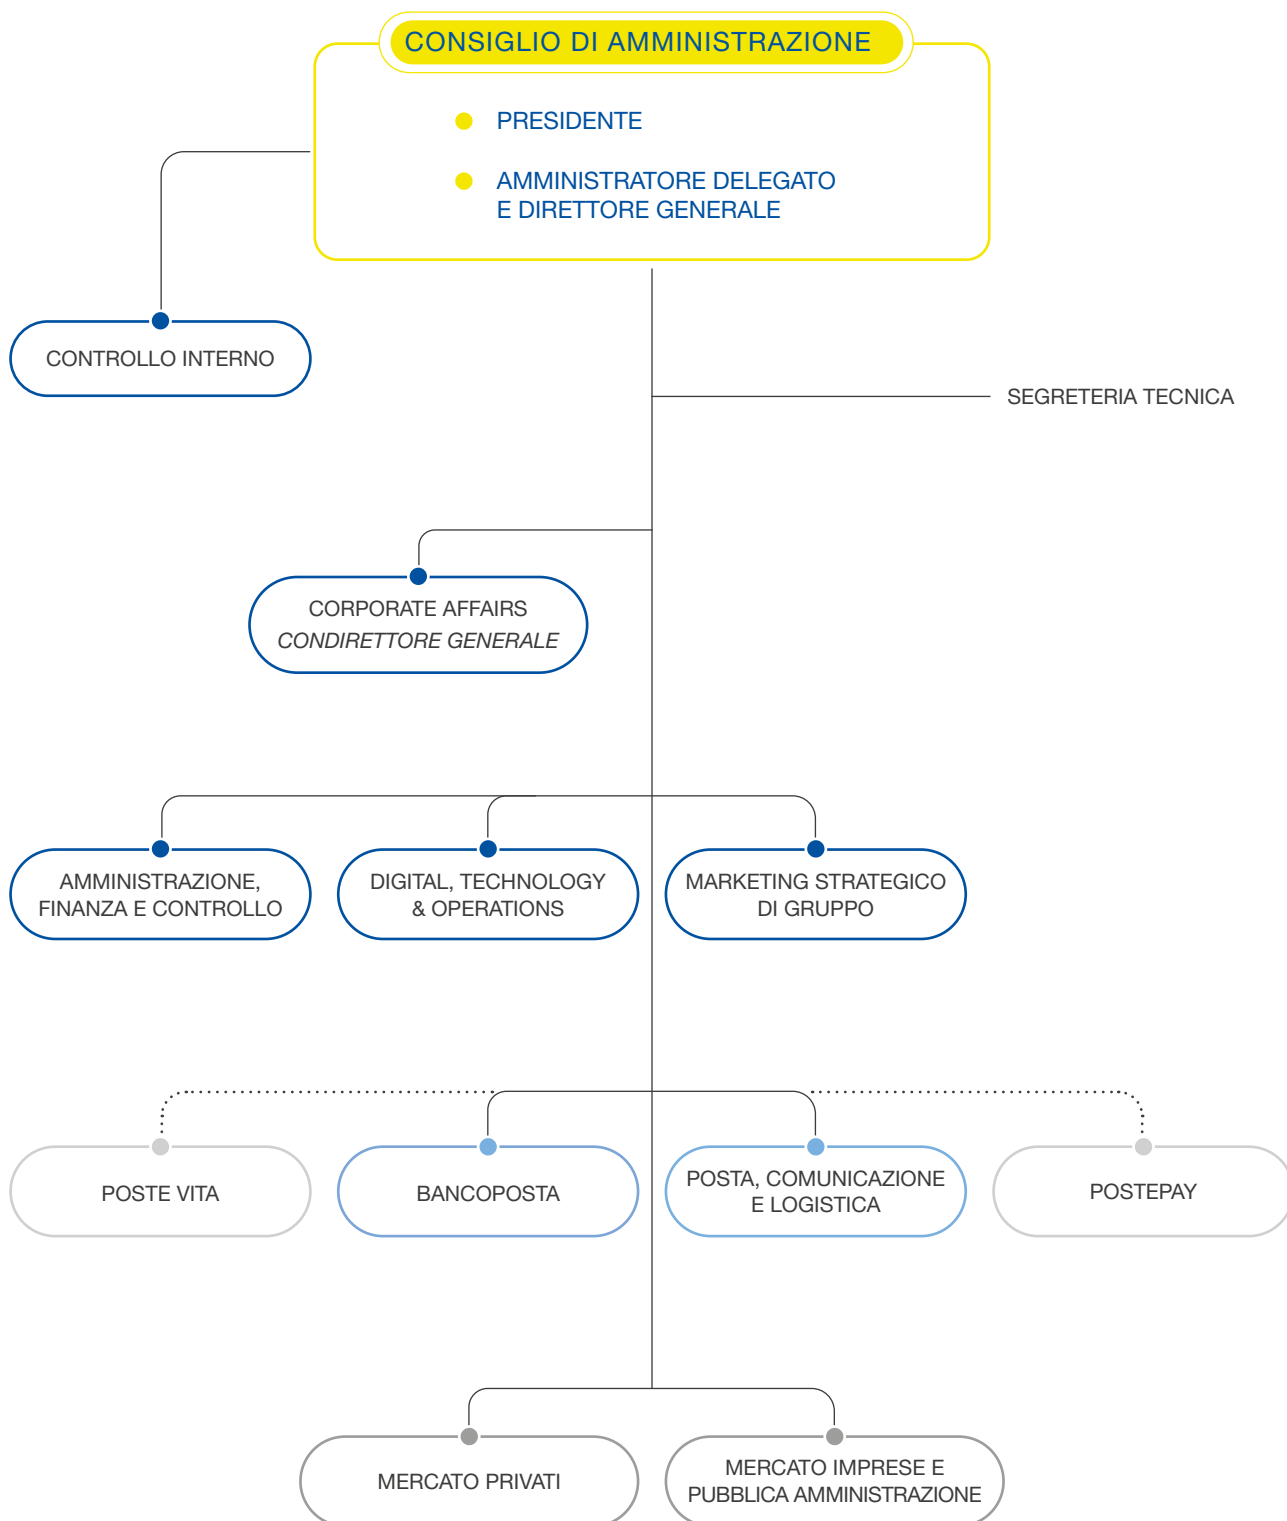 CONSIGLIO DI AMMINISTRAZIONE
PRESIDENTE
AMMINISTRATORE DELEGATO
E DIRETTORE GENERALE
CONTROLLO INTERNO
SEGRETERIA TECNICA
CORPORATE AFFAIRS
CONDIRETTORE GENERALE
AMMINISTRAZIONE,
FINANZA E CONTROLLO
DIGITAL, TECHNOLOGY
& OPERATIONS
MARKETING STRATEGICO
DI GRUPPO
POSTE VITA
BANCOPOSTA
POSTA, COMUNICAZIONE
E LOGISTICA
POSTEPAY
MERCATO PRIVATI
MERCATO IMPRESE E
PUBBLICA AMMINISTRAZIONE